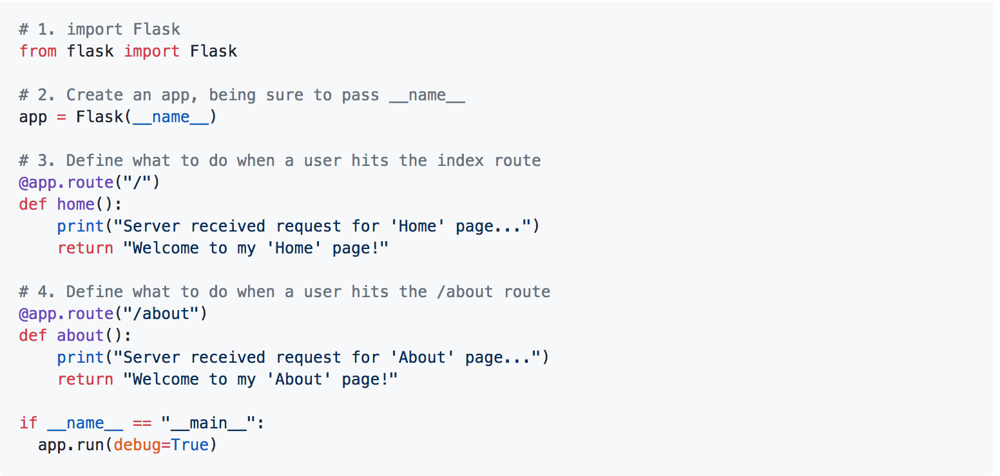 # 1. import Flask
from flask import Flask

# 2. Create an app, being sure to pass __name__
app = Flask(__name__)

# 3. Define what to do when a user hits the index route
@app.route("/")
def home():
    print("Server received request for 'Home' page...")
    return "Welcome to my 'Home' page!"

# 4. Define what to do when a user hits the /about route
@app.route("/about")
def about():
    print("Server received request for 'About' page...")
    return "Welcome to my 'About' page!"

if __name__ == "__main__":
  app.run(debug=True)